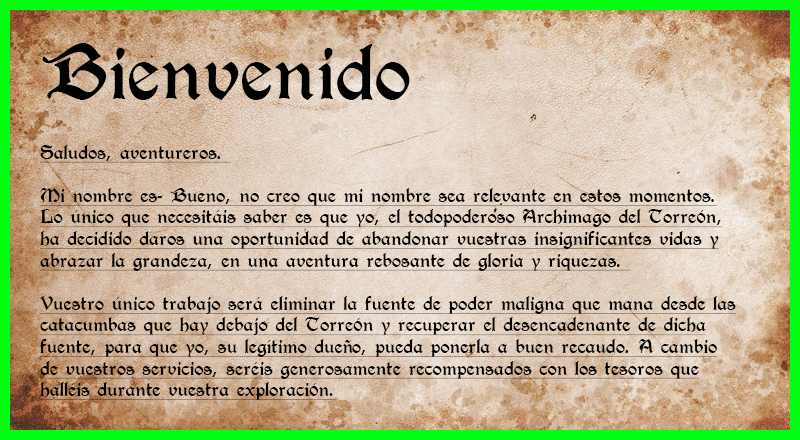 Bienvenido
Saludos, aventureros.
Mi nombre es- Bueno, no creo que mi nombre sea relevante en estos momentos.
Lo único que necesitáis saber es que yo, el todopoderoso Archimago del Torreón,
ha decidido daros una oportunidad de abandonar vuestras insignificantes vidas y
abrazar la grandeza, en una aventura rebosante de gloria y riquezas.
Vuestro único trabajo será eliminar la fuente de poder maligna que mana desde las
catacumbas que hay debajo del Torreón y recuperar el desencadenante de dicha
fuente, para que yo, su legítimo dueño, pueda ponerla a buen recaudo. A cambio
de vuestros servicios, seréis generosamente recompensados con los tesoros que
halléis durante vuestra exploración.